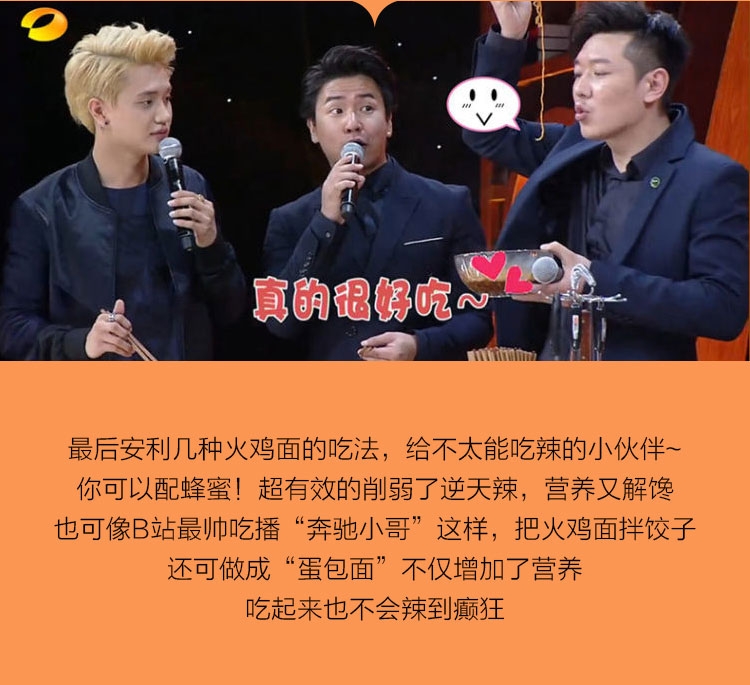 真的很好吃~
最后安利几种火鸡面的吃法，给不太能吃辣的小伙伴~
你可以配蜂蜜！超有效的削弱了逆天辣，营养又解馋
也可像B站最帅吃播“奔驰小哥”这样，把火鸡面拌饺子
还可做成“蛋包面”不仅增加了营养
吃起来也不会辣到癫狂